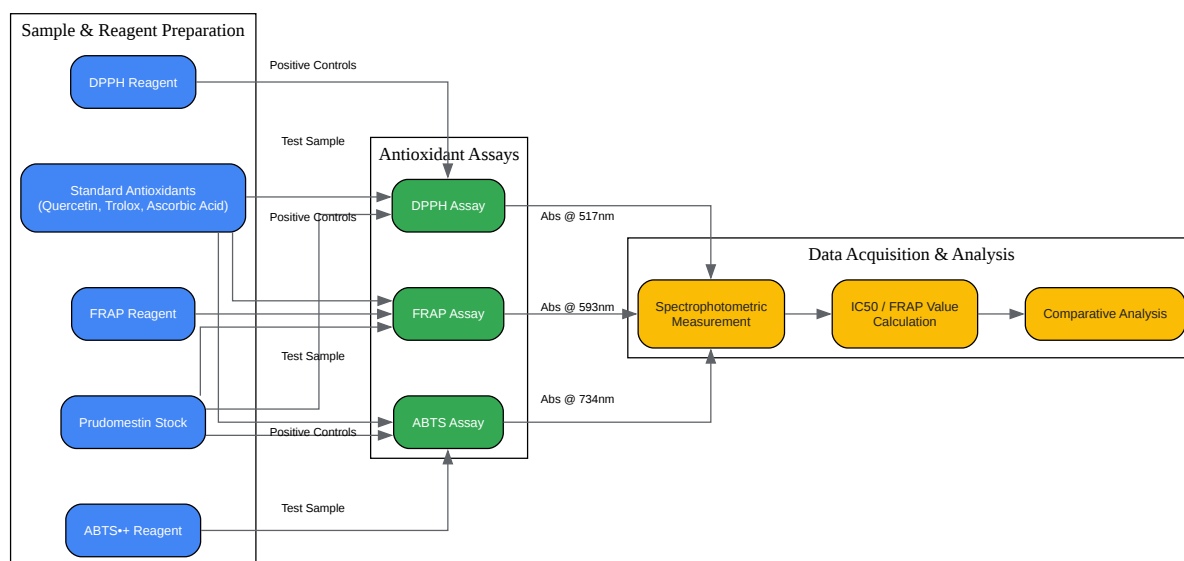 Sample & Reagent Preparation
DPPH Reagent
Positive Controls
Test Sample
Antioxidant Assays
Standard Antioxidants
(Quercetin, Trolox, Ascorbic Acid)
DPPH Assay
Positive Controls
Abs @ 517nm
Data Acquisition & Analysis
FRAP Reagent
FRAP Assay
Abs @ 593nm
Spectrophotometric
Measurement
IC50 / FRAP Value
Calculation
Comparative Analysis
Test Sample
Abs @ 734nm
Prudomestin Stock
Positive Controls
ABTS Assay
Test Sample
ABTS•+ Reagent